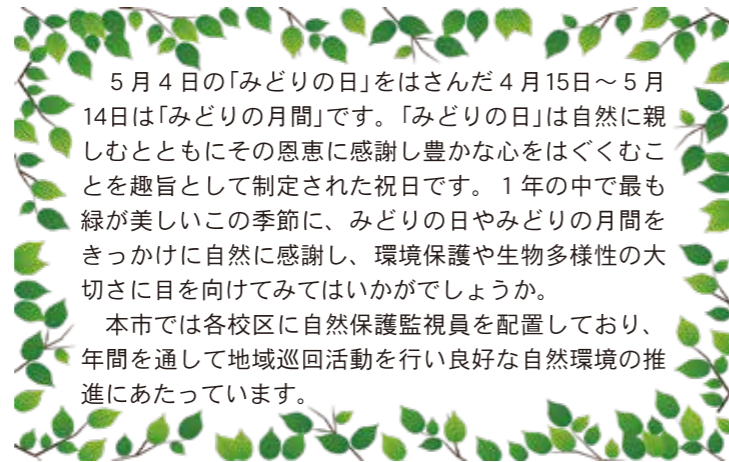 ５月４日の「みどりの日」をはさんだ４月15日～５月
14日は「みどりの月間」です。「みどりの日」は自然に親
しむとともにその恩恵に感謝し豊かな心をはぐくむこ
とを趣旨として制定された祝日です。１年の中で最も
緑が美しいこの季節に、みどりの日やみどりの月間を
きっかけに自然に感謝し、環境保護や生物多様性の大
切さに目を向けてみてはいかがでしょうか。
　本市では各校区に自然保護監視員を配置しており、
年間を通して地域巡回活動を行い良好な自然環境の推
進にあたっています。